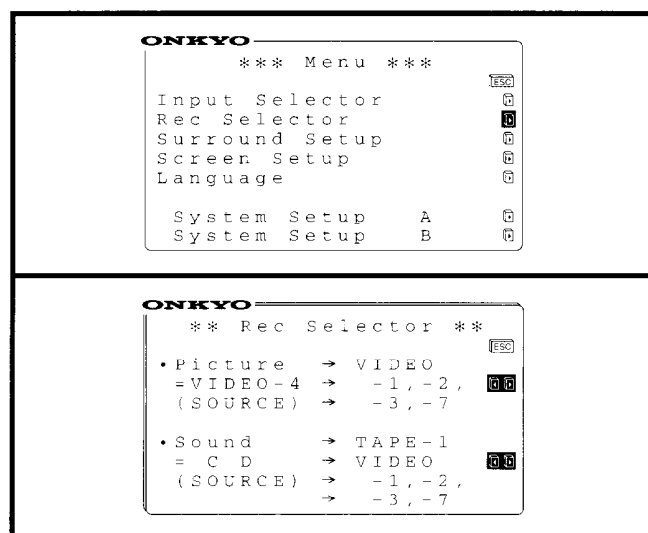 ONKYO
*** Menu ***
ESC
Input Selector
Rec Selector
Surround Setup
Screen Setup
Language
System Setup A
System Setup B
ONKYO
** Rec Selector **
ESC
•Picture → VIDEO
=VIDEO-4 → -1,-2,
(SOURCE) → -3,-7
•Sound → TAPE-1
= CD → VIDEO
(SOURCE) → -1,-2,
→ -3,-7